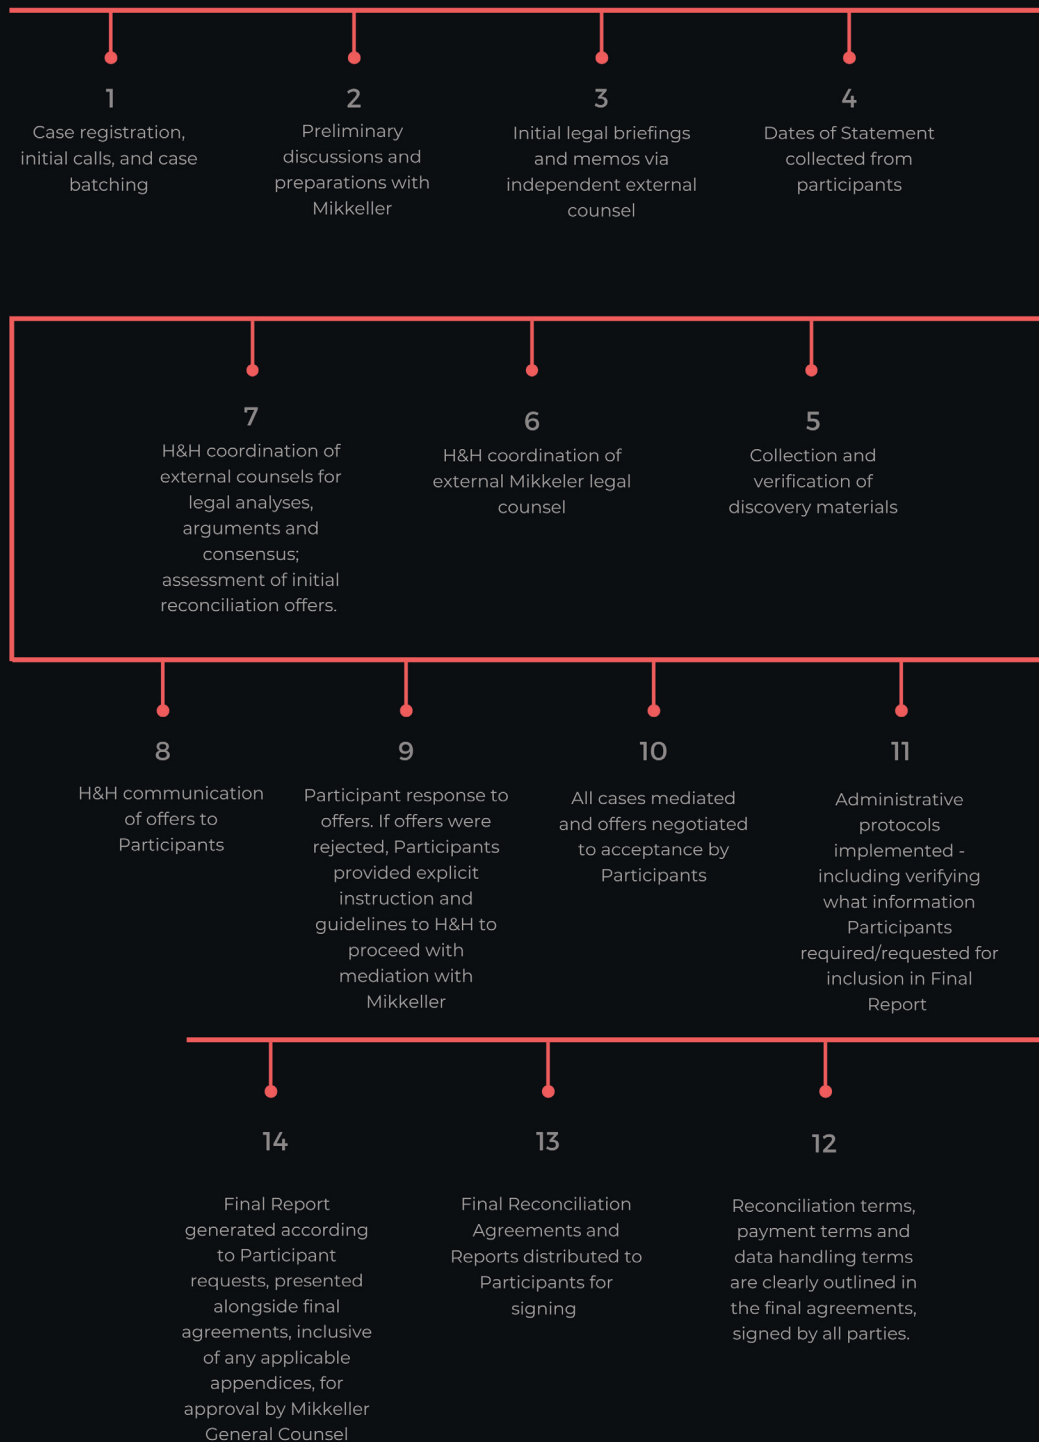 1
Case registration,
initial calls, and case
batching
2
Preliminary
discussions and
preparations with
Mikkeller
3
Initial legal briefings
and memos via
independent external
counsel
4
Dates of Statement
collected from
participants
5
Collection and
verification of
discovery materials
6
H&H coordination of
external Mikkeler legal
counsel
7
H&H coordination of
external counsels for
legal analyses,
arguments and
consensus;
assessment of initial
reconciliation offers.
8
H&H communication
of offers to
Participants
9
Participant response to
offers. If offers were
rejected, Participants
provided explicit
instruction and
guidelines to H&H to
proceed with
mediation with
Mikkeller
10
All cases mediated
and offers negotiated
to acceptance by
Participants
11
Administrative
protocols
implemented -
including verifying
what information
Participants
required/requested for
inclusion in Final
Report
12
Reconciliation terms,
payment terms and
data handling terms
are clearly outlined in
the final agreements,
signed by all parties.
13
Final Reconciliation
Agreements and
Reports distributed to
Participants for
signing
14
Final Report
generated according
to Participant
requests, presented
alongside final
agreements, inclusive
of any applicable
appendices, for
approval by Mikkeller
General Counsel